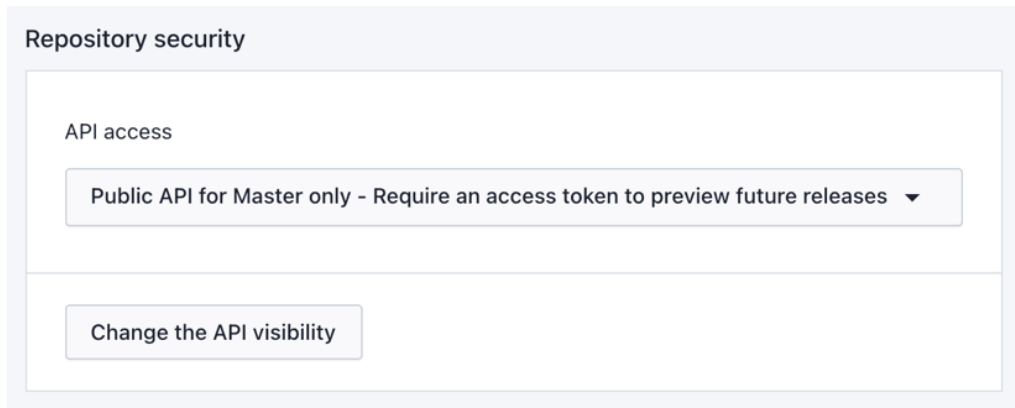 Repository security
API access
Public API for Master only - Require an access token to preview future releases
Change the API visibility